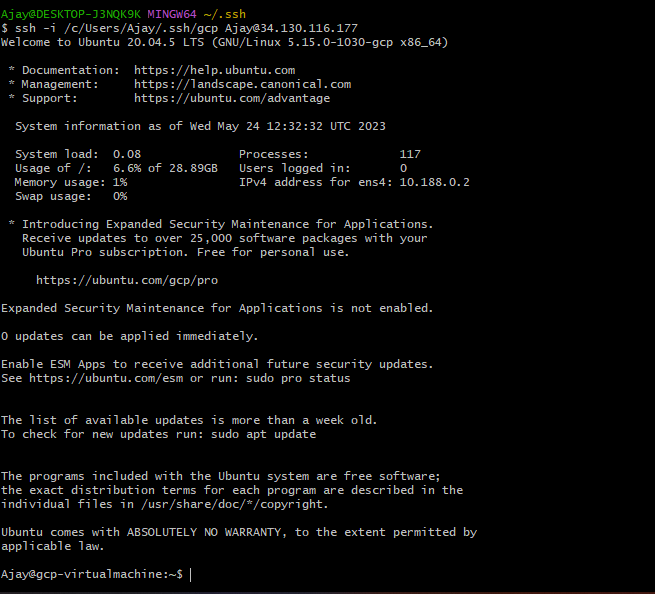 Ajay@DESKTOP-J3NQK9K MINGW64 ~/.ssh
$ ssh -i /c/Users/Ajay/.ssh/gcp Ajay@34.130.116.177
Welcome to Ubuntu 20.04.5 LTS (GNU/Linux 5.15.0-1030-gcp x86_64)
* Documentation:  https://help.ubuntu.com
* Management:     https://landscape.canonical.com
* Support:        https://ubuntu.com/advantage
System information as of Wed May 24 12:32:32 UTC 2023
System load:  0.08              Processes:             117
Usage of /:   6.6% of 28.89GB   Users logged in:       0
Memory usage: 1%                IPv4 address for ens4: 10.188.0.2
Swap usage:   0%
* Introducing Expanded Security Maintenance for Applications.
Receive updates to over 25,000 software packages with your
Ubuntu Pro subscription. Free for personal use.
https://ubuntu.com/gcp/pro
Expanded Security Maintenance for Applications is not enabled.
0 updates can be applied immediately.
Enable ESM Apps to receive additional future security updates.
See https://ubuntu.com/esm or run: sudo pro status
The list of available updates is more than a week old.
To check for new updates run: sudo apt update
The programs included with the Ubuntu system are free software;
the exact distribution terms for each program are described in the
individual files in /usr/share/doc/*/copyright.
Ubuntu comes with ABSOLUTELY NO WARRANTY, to the extent permitted by
applicable law.
Ajay@gcp-virtualmachine:~$